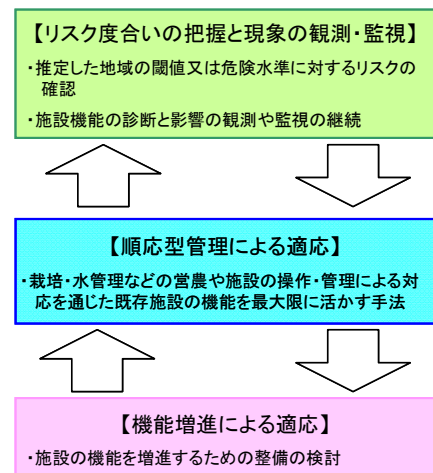 【リスク度合いの把握と現象の観測・監視】
・推定した地域の閾値又は危険水準に対するリスクの
確認
・施設機能の診断と影響の観測や監視の継続
【順応型管理による適応】
・栽培・水管理などの営農や施設の操作・管理による対
応を通じた既存施設の機能を最大限に活かす手法
【機能増進による適応】
・施設の機能を増進するための整備の検討